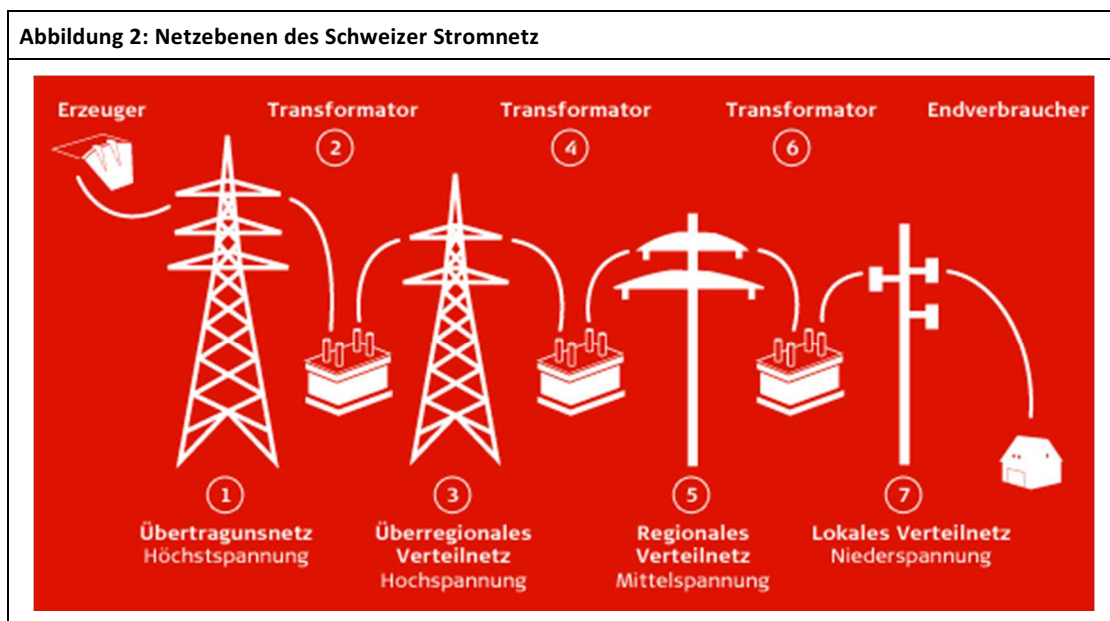 Abbildung 2: Netzebenen des Schweizer Stromnetz
Erzeuger
Transformator
2
Transformator
4
Transformator
6
Endverbraucher
1
Übertragunsnetz
Höchstspannung
3
Überregionales
Verteilnetz
Hochspannung
5
Regionales
Verteilnetz
Mittelspannung
7
Lokales Verteilnetz
Niederspannung